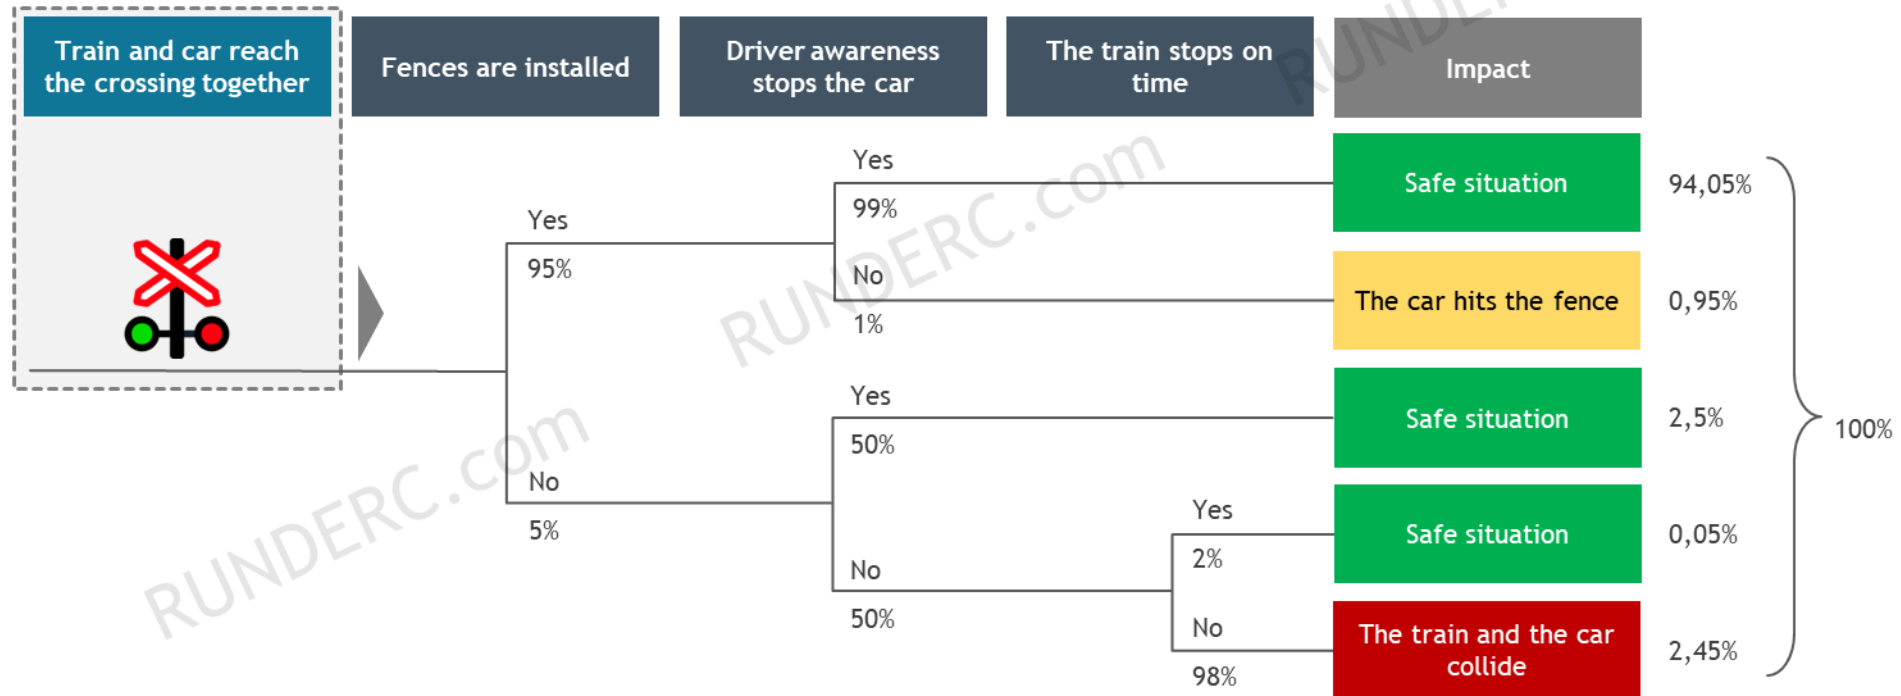 Train and car reach
the crossing together
Fences are installed
Driver awareness
stops the car
The train stops on
time
Impact
Yes
99%
Safe situation
94,05%
Yes
95%
No
1%
The car hits the fence
0,95%
Yes
50%
Safe situation
2,5%
100%
No
5%
Yes
2%
Safe situation
0,05%
No
50%
No
98%
The train and the car
collide
2,45%
RUNDERC.com
RUNDERC.com
RUNDERC